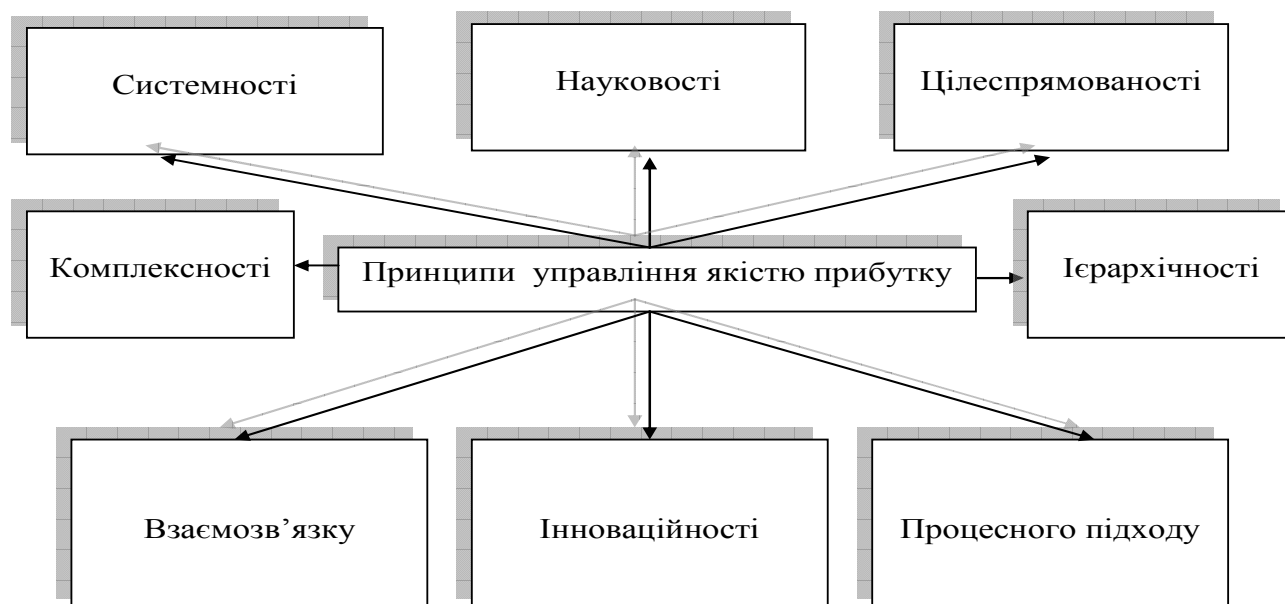 Системності
Науковості
Цілеспрямованості
Комплексності
Принципи управління якістю прибутку
Ієрархічності
Взаємозв’язку
Інноваційності
Процесного підходу